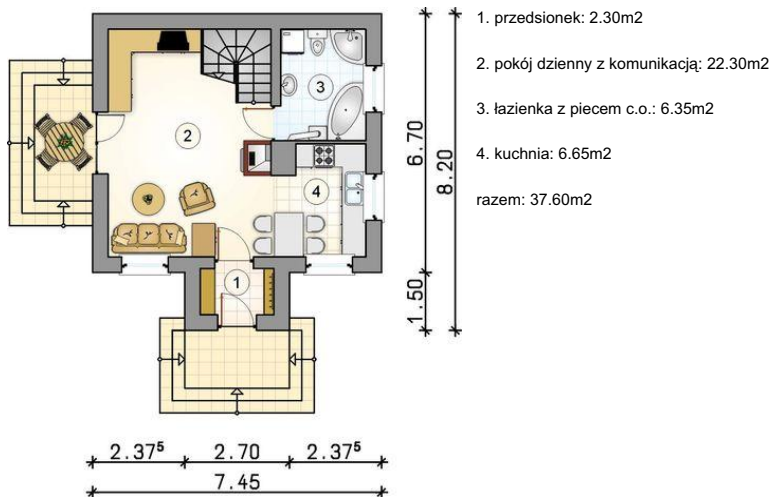 1. przedsionek: 2.30m2
2. pokój dzienny z komunikacją: 22.30m2
3. łazienka z piecem c.o.: 6.35m2
4. kuchnia: 6.65m2
razem: 37.60m2
3
2
4
1
6.70
8.20
1.50
2.37⁵ 2.70 2.37⁵
7.45